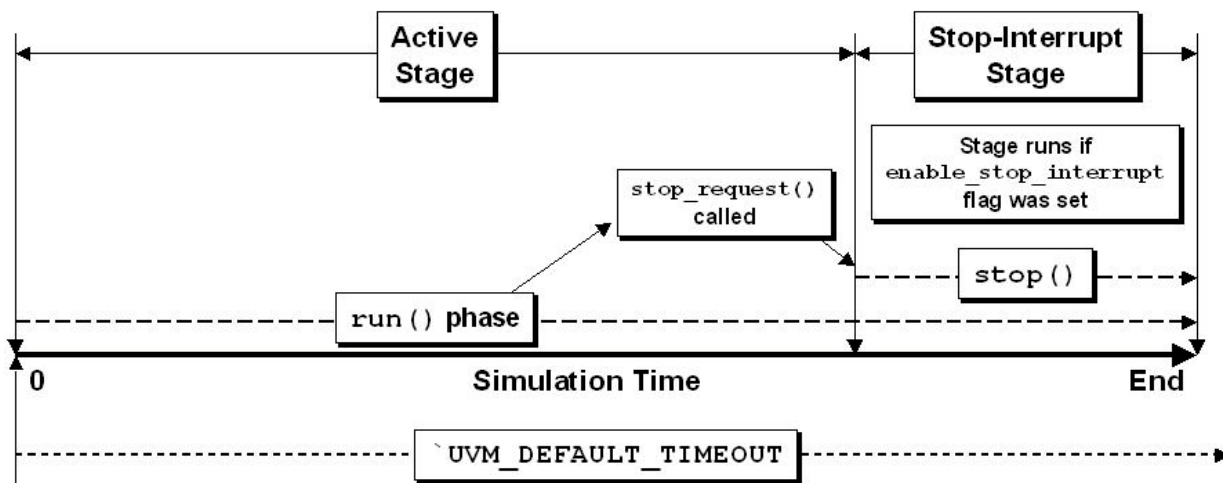 Active
Stage
Stop-Interrupt
Stage
Stage runs if
enable_stop_interrupt
flag was set
stop_request()
called
stop()
run() phase
0
Simulation Time
End
`UVM_DEFAULT_TIMEOUT